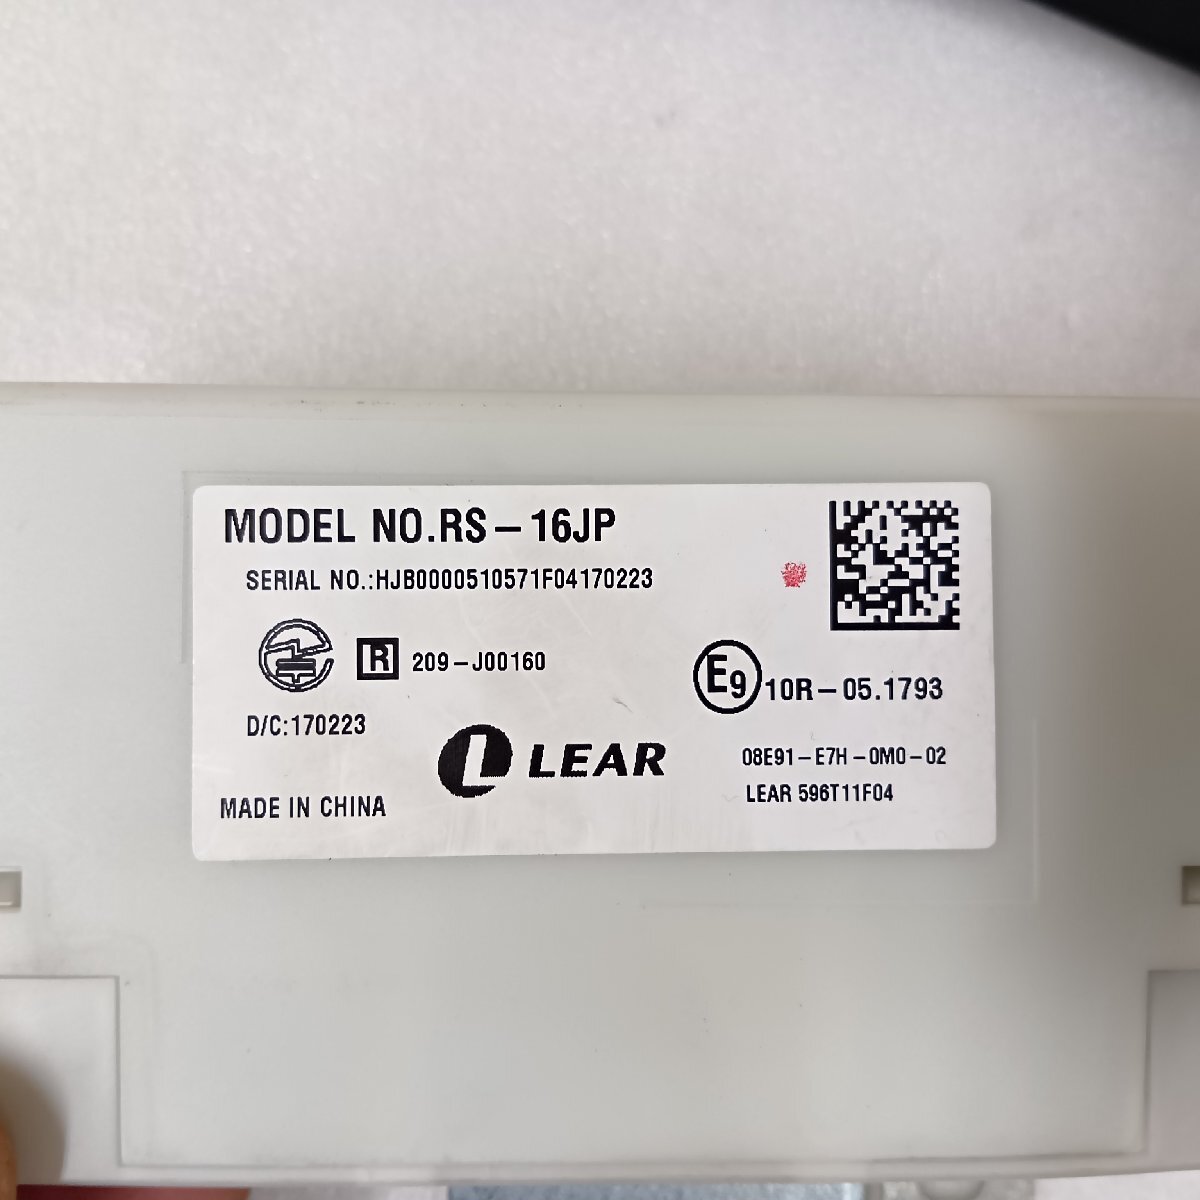 MODEL NO.RS-16JP
SERIAL NO.:HJB0000510571F04170223
R 209-J00160
E9 10R-05.1793
D/C:170223
LEAR
08E91-E7H-0M0-02
LEAR 596T11F04
MADE IN CHINA